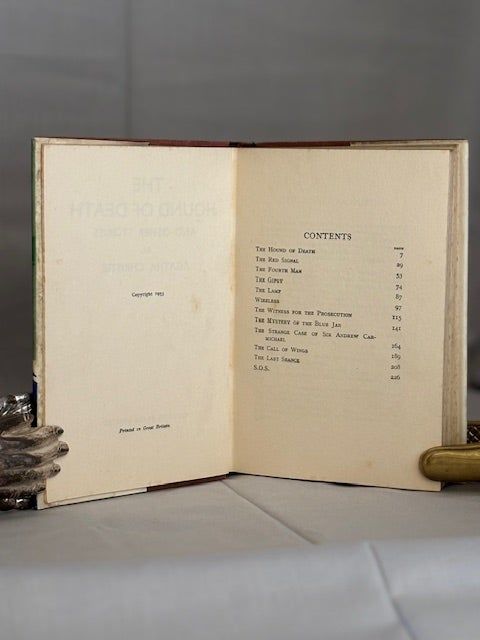 THE
HOUND OF DEATH
AND OTHER STORIES
AGATHA CHRISTIE
Copyright 1933
Printed in Great Britain
CONTENTS
PAGE
The Hound of Death 7
The Red Signal 29
The Fourth Man 53
The Gipsy 74
The Lamp 87
Wireless 97
The Witness for the Prosecution 115
The Mystery of the Blue Jar 141
The Strange Case of Sir Andrew Car-
michael 164
The Call of Wings 189
The Last Seance 208
S.O.S. 226